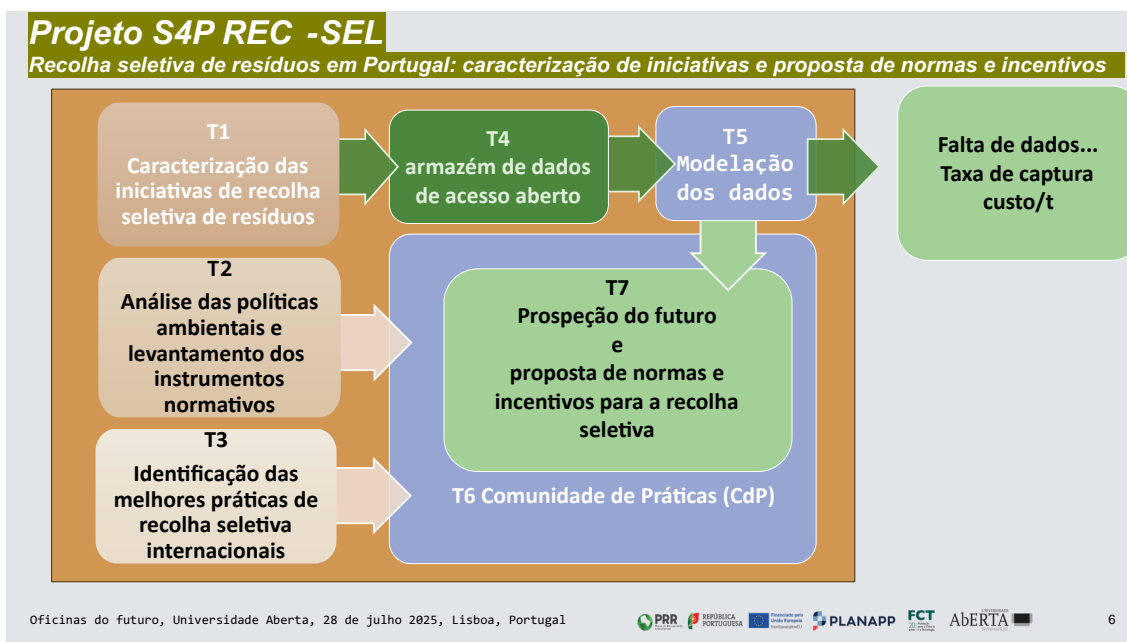 Projeto S4P REC -SEL
Recolha seletiva de resíduos em Portugal: caracterização de iniciativas e proposta de normas e incentivos
T1
Caracterização das
iniciativas de recolha
seletiva de resíduos
T4
armazém de dados
de acesso aberto
T5
Modelação
dos dados
Falta de dados...
Taxa de captura
custo/t
T2
Análise das políticas
ambientais e
levantamento dos
instrumentos
normativos
T7
Prospeção do futuro
e
proposta de normas e
incentivos para a recolha
seletiva
T3
Identificação das
melhores práticas de
recolha seletiva
internacionais
T6 Comunidade de Práticas (CdP)
Oficinas do futuro, Universidade Aberta, 28 de julho 2025, Lisboa, Portugal
PRR
REPÚBLICA
PORTUGUESA
Financiado pela
União Europeia
NextGenerationEU
PLANAPP
FCT
UNIVERSIDADE
AbERTA
6